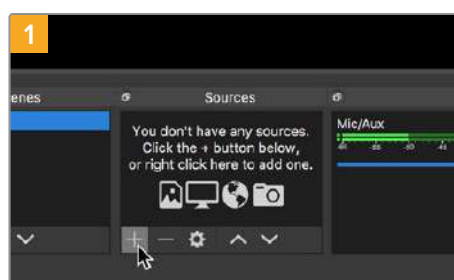 1
enes
Sources
You don't have any sources.
Click the + button below,
or right click here to add one.
Mic/Aux